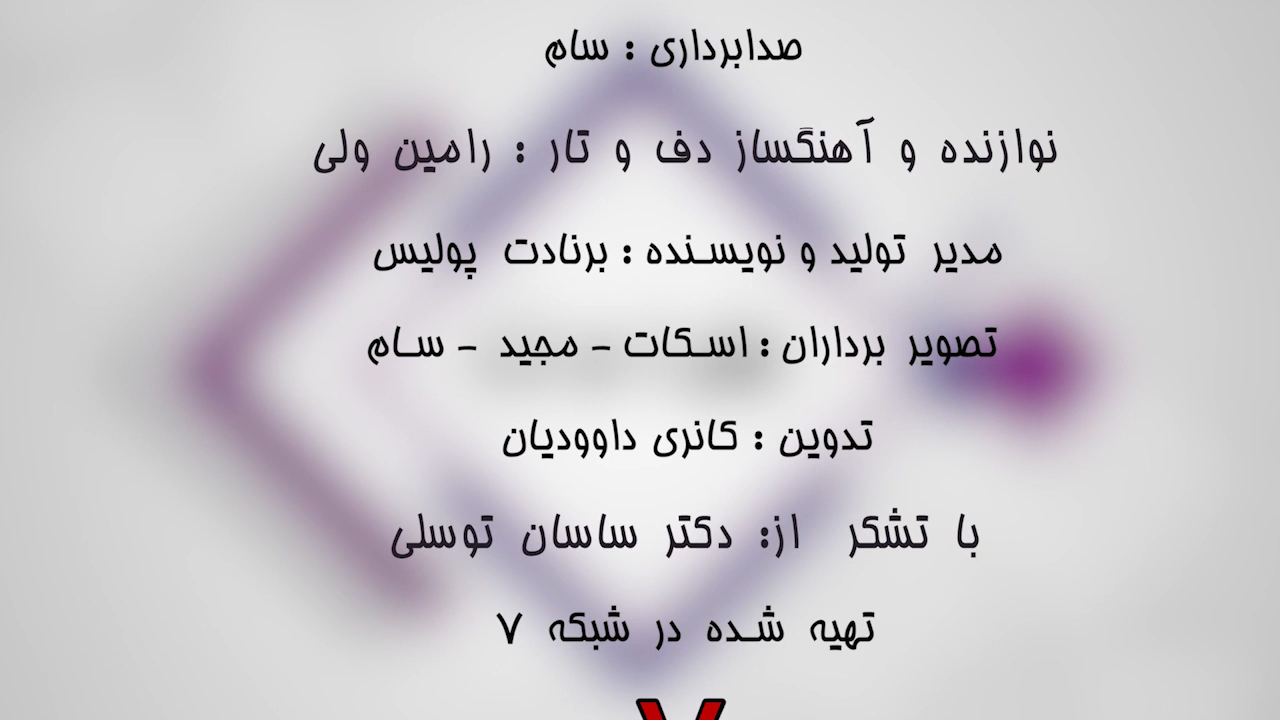 صدابرداری : سام
نوازنده و آهنگساز دف و تار : رامین ولی
مدیر تولید و نویسنده : برنادت پولیس
تصویر برداران : اسکات - مجید - سام
تدوین : کانری داوودیان
با تشکر از: دکتر ساسان توسلی
تهیه شده در شبکه ۷